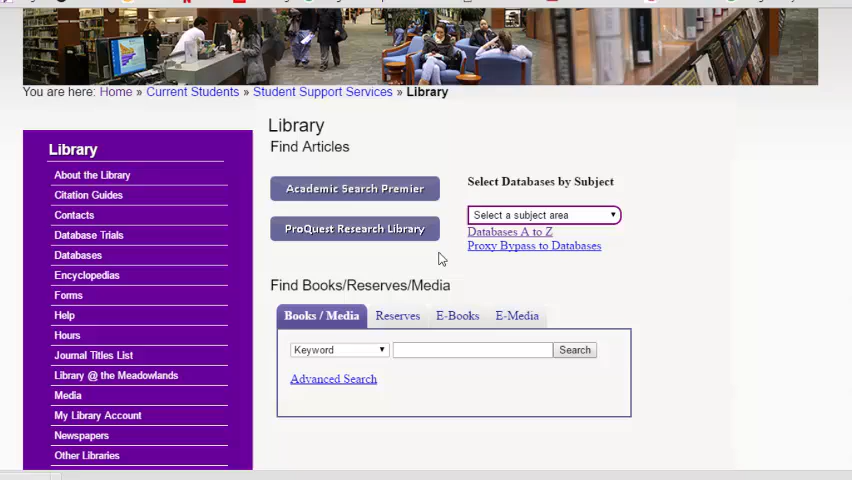 You are here: Home » Current Students » Student Support Services » Library
Library
About the Library
Citation Guides
Contacts
Database Trials
Databases
Encyclopedias
Forms
Help
Hours
Journal Titles List
Library @ the Meadowlands
Media
My Library Account
Newspapers
Other Libraries
Library
Find Articles
Academic Search Premier
ProQuest Research Library
Select Databases by Subject
Select a subject area
Databases A to Z
Proxy Bypass to Databases
Find Books/Reserves/Media
Books / Media Reserves E-Books E-Media
Keyword Search
Advanced Search